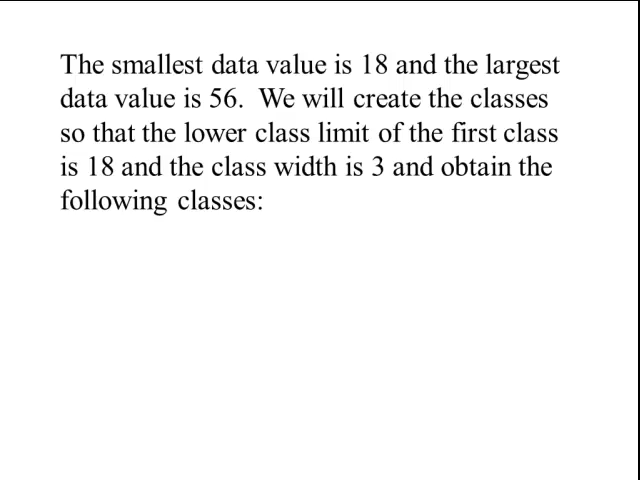 The smallest data value is 18 and the largest
data value is 56.  We will create the classes
so that the lower class limit of the first class
is 18 and the class width is 3 and obtain the
following classes: